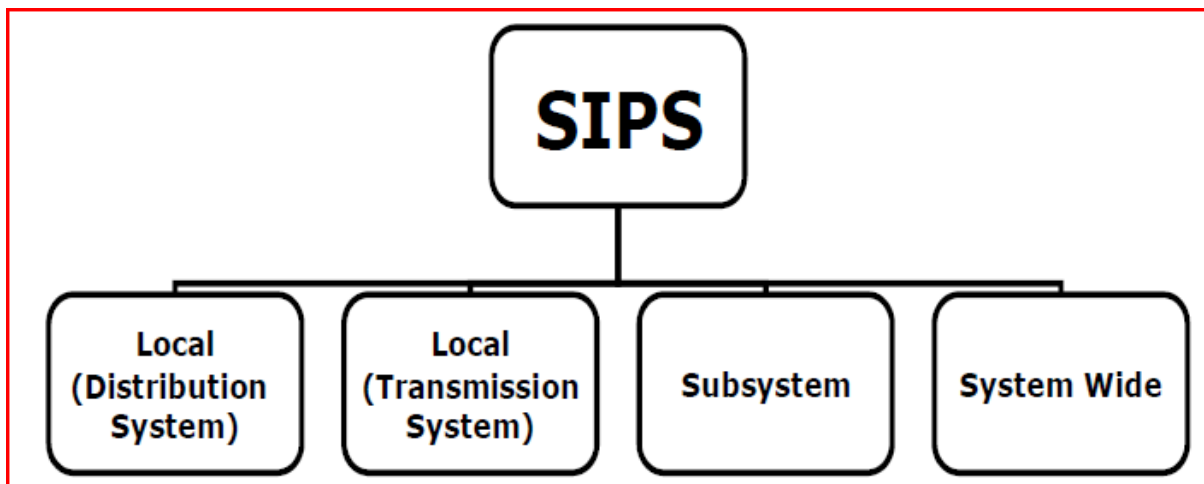 SIPS
Local
(Distribution
System)
Local
(Transmission
System)
Subsystem
System Wide